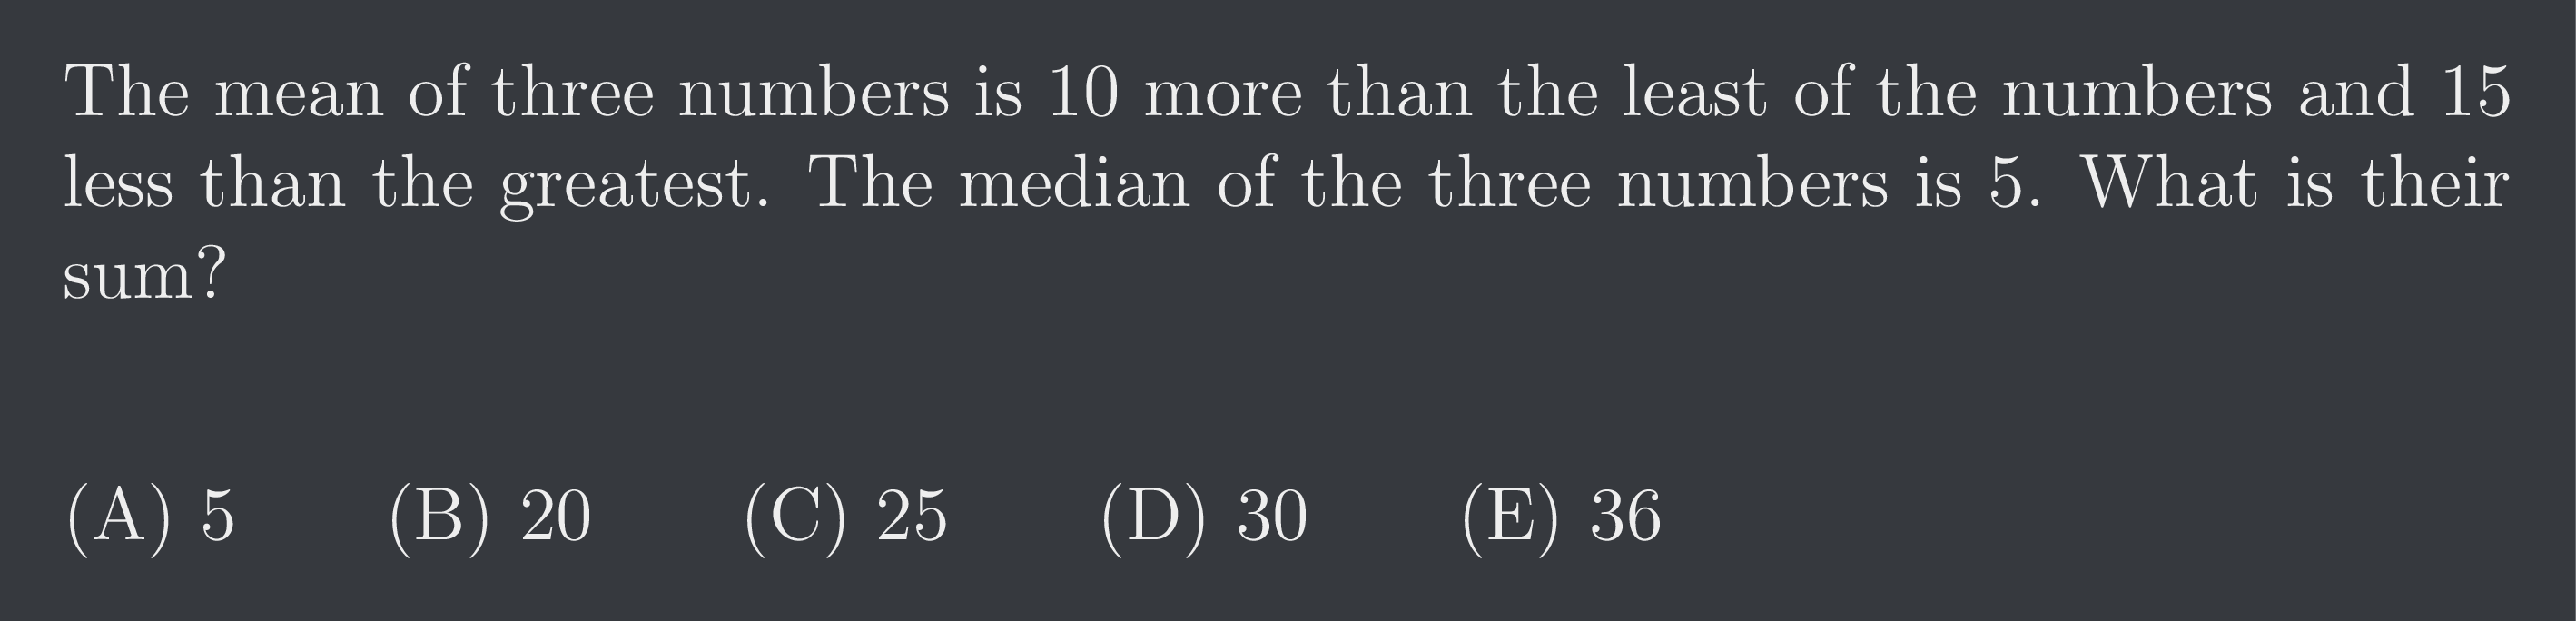 The mean of three numbers is 10 more than the least of the numbers and 15
less than the greatest. The median of the three numbers is 5. What is their
sum?
(A) 5 (B) 20 (C) 25 (D) 30 (E) 36